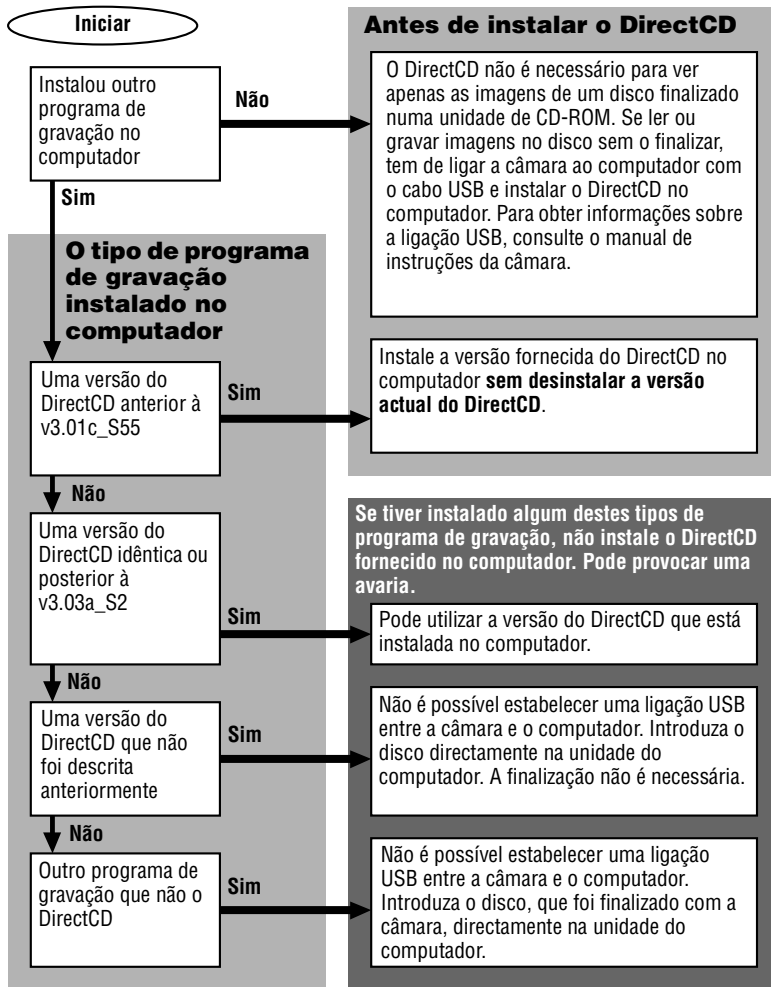 Iniciar
Antes de instalar o DirectCD
Instalou outro
programa de
gravação no
computador
Não
O DirectCD não é necessário para ver
apenas as imagens de um disco finalizado
numa unidade de CD-ROM. Se ler ou
gravar imagens no disco sem o finalizar,
tem de ligar a câmara ao computador com
o cabo USB e instalar o DirectCD no
computador. Para obter informações sobre
a ligação USB, consulte o manual de
instruções da câmara.
Sim
O tipo de programa
de gravação
instalado no
computador
Uma versão do
DirectCD anterior à
v3.01c_S55
Sim
Instale a versão fornecida do DirectCD no
computador sem desinstalar a versão
actual do DirectCD.
Não
Se tiver instalado algum destes tipos de
programa de gravação, não instale o DirectCD
fornecido no computador. Pode provocar uma
avaria.
Uma versão do
DirectCD idêntica ou
posterior à
v3.03a_S2
Sim
Pode utilizar a versão do DirectCD que está
instalada no computador.
Não
Uma versão do
DirectCD que não
foi descrita
anteriormente
Sim
Não é possível estabelecer uma ligação USB
entre a câmara e o computador. Introduza o
disco directamente na unidade do
computador. A finalização não é necessária.
Não
Outro programa de
gravação que não o
DirectCD
Sim
Não é possível estabelecer uma ligação
USB entre a câmara e o computador.
Introduza o disco, que foi finalizado com a
câmara, directamente na unidade do
computador.